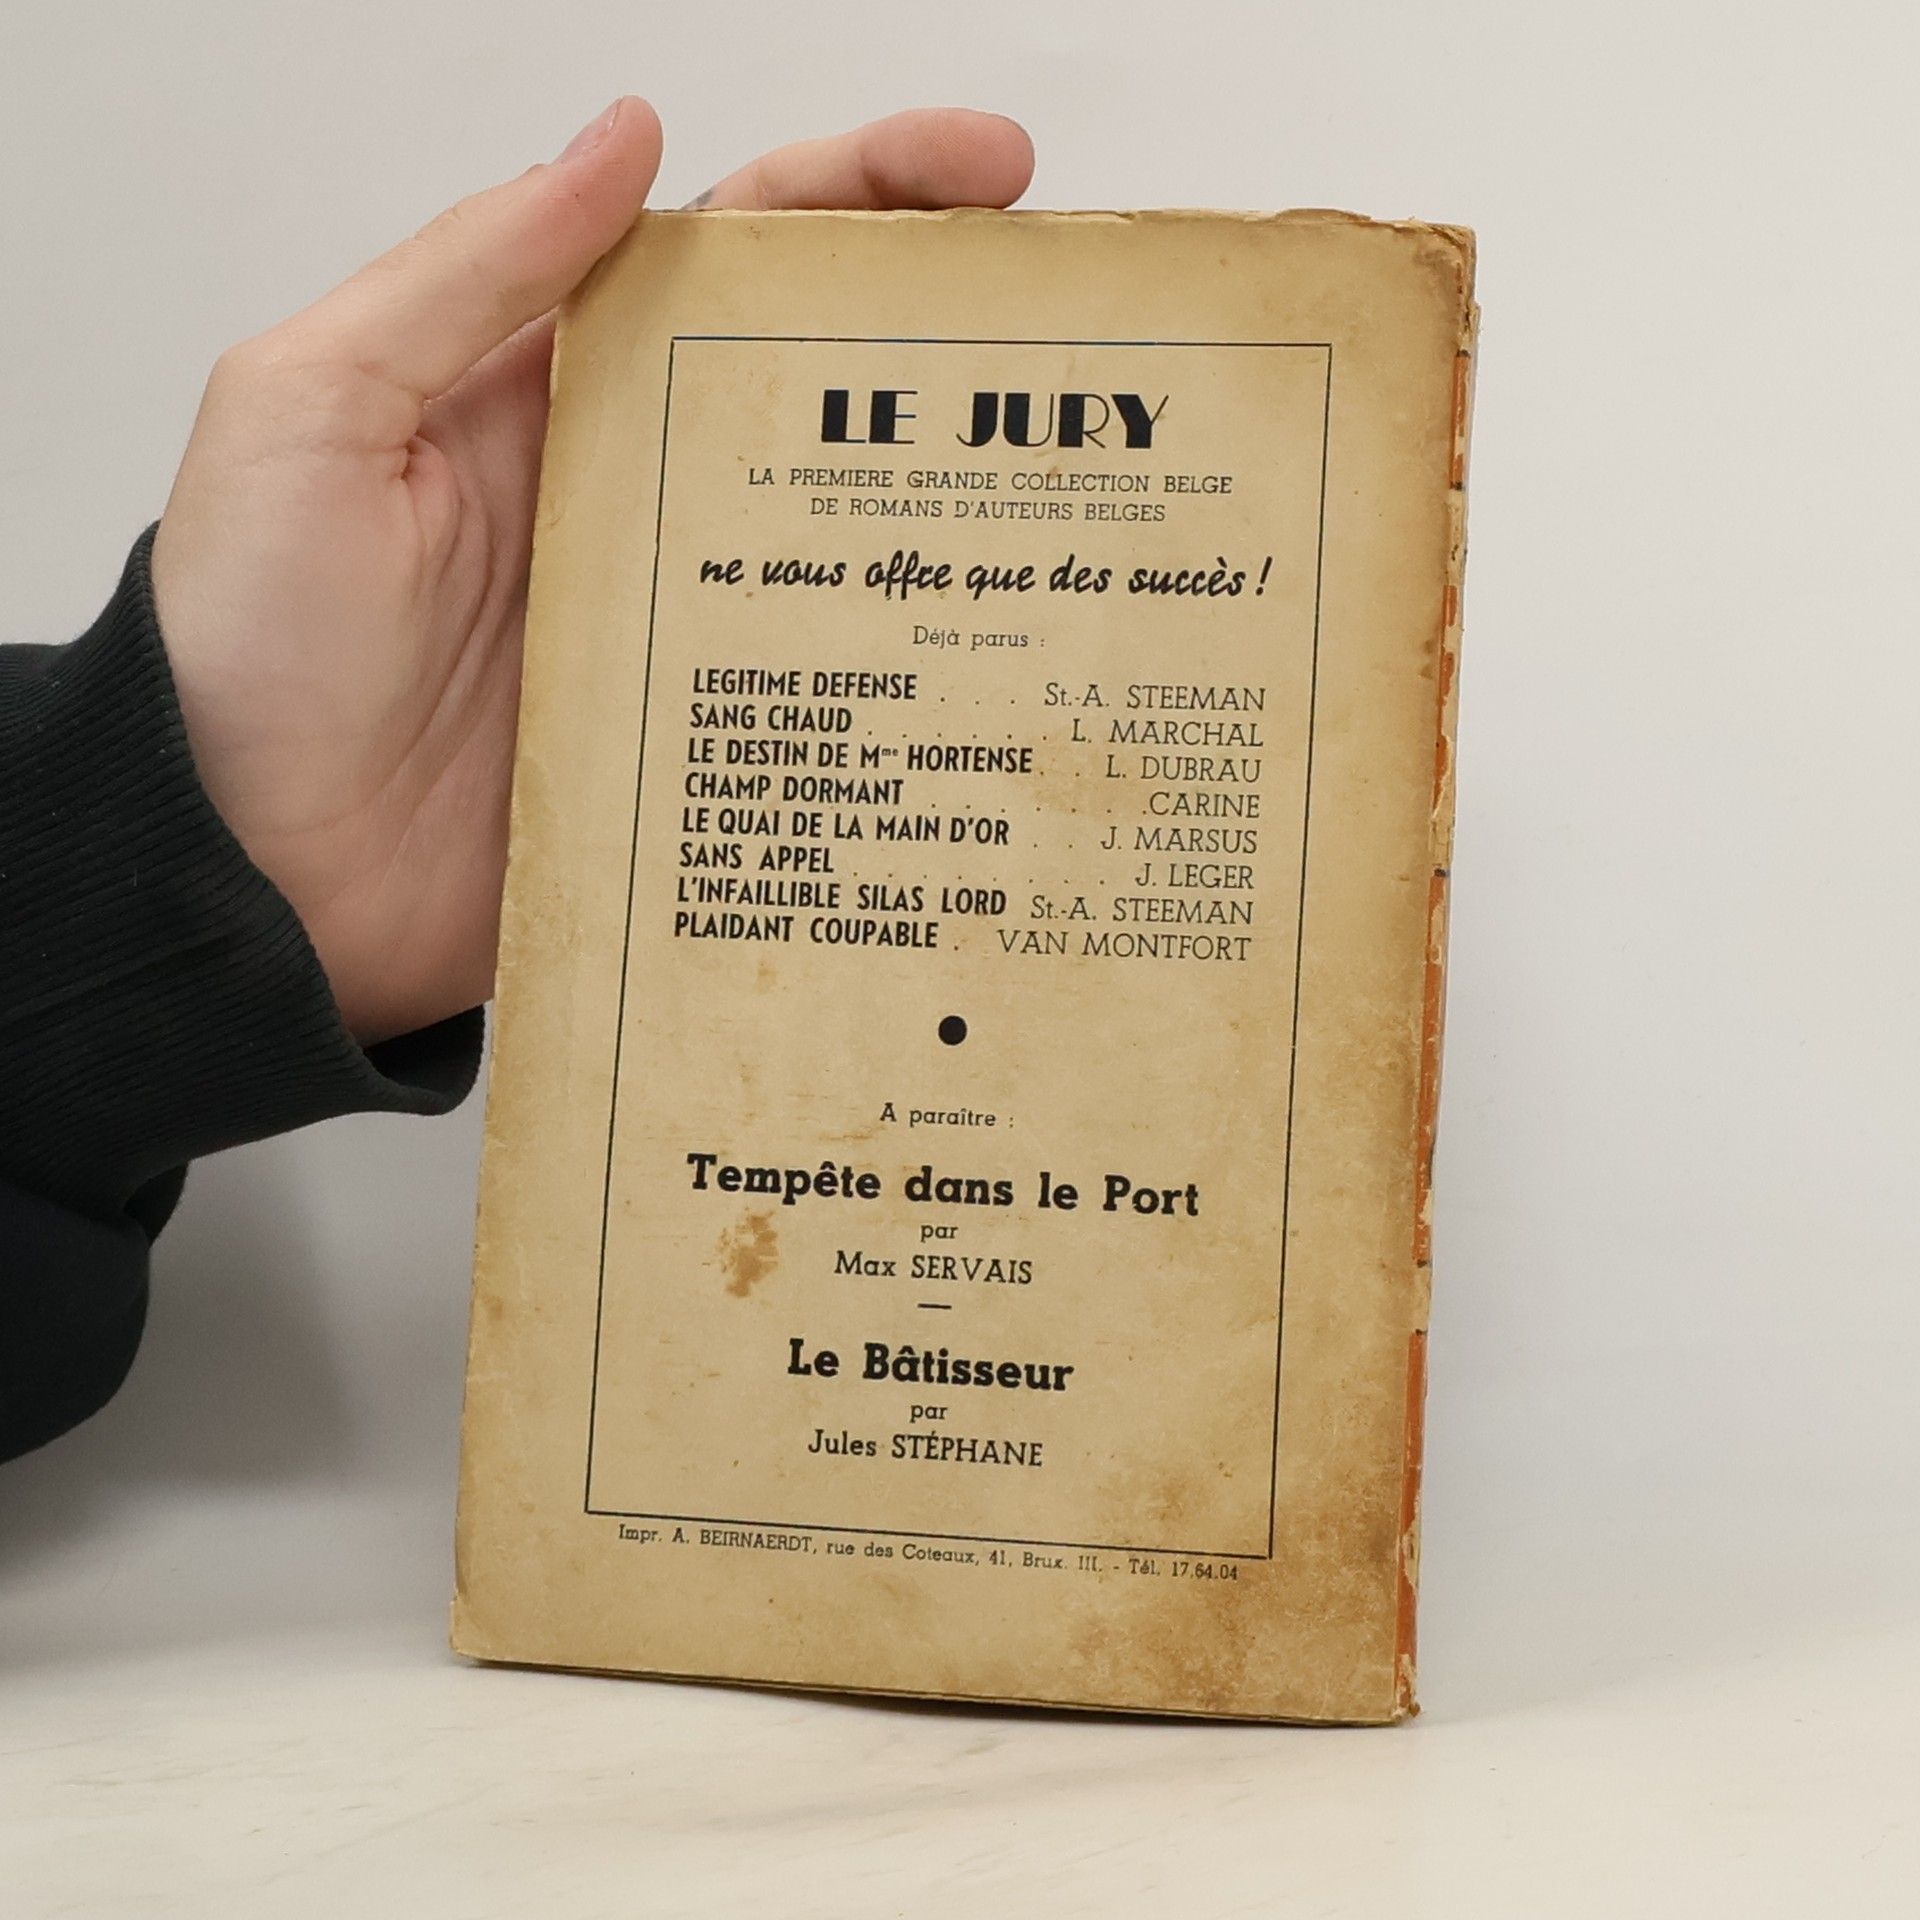 LE JURY
LA PREMIERE GRANDE COLLECTION BELGE
DE ROMANS D'AUTEURS BELGES
ne vous offre que des succès !
Déjà parus :
LEGITIME DEFENSE . . . St.-A. STEEMAN
SANG CHAUD . . . . . . L. MARCHAL
LE DESTIN DE Mme HORTENSE . . L. DUBRAU
CHAMP DORMANT . . . . . . . CARINE
LE QUAI DE LA MAIN D'OR . . J. MARSUS
SANS APPEL . . . . . . . . J. LEGER
L'INFAILLIBLE SILAS LORD St.-A. STEEMAN
PLAIDANT COUPABLE . VAN MONTFORT
●
A paraître :
Tempête dans le Port
par
Max SERVAIS
—
Le Bâtisseur
par
Jules STÉPHANE
Impr. A. BEIRNAERDT, rue des Coteaux, 41, Brux. III. - Tél. 17.64.04